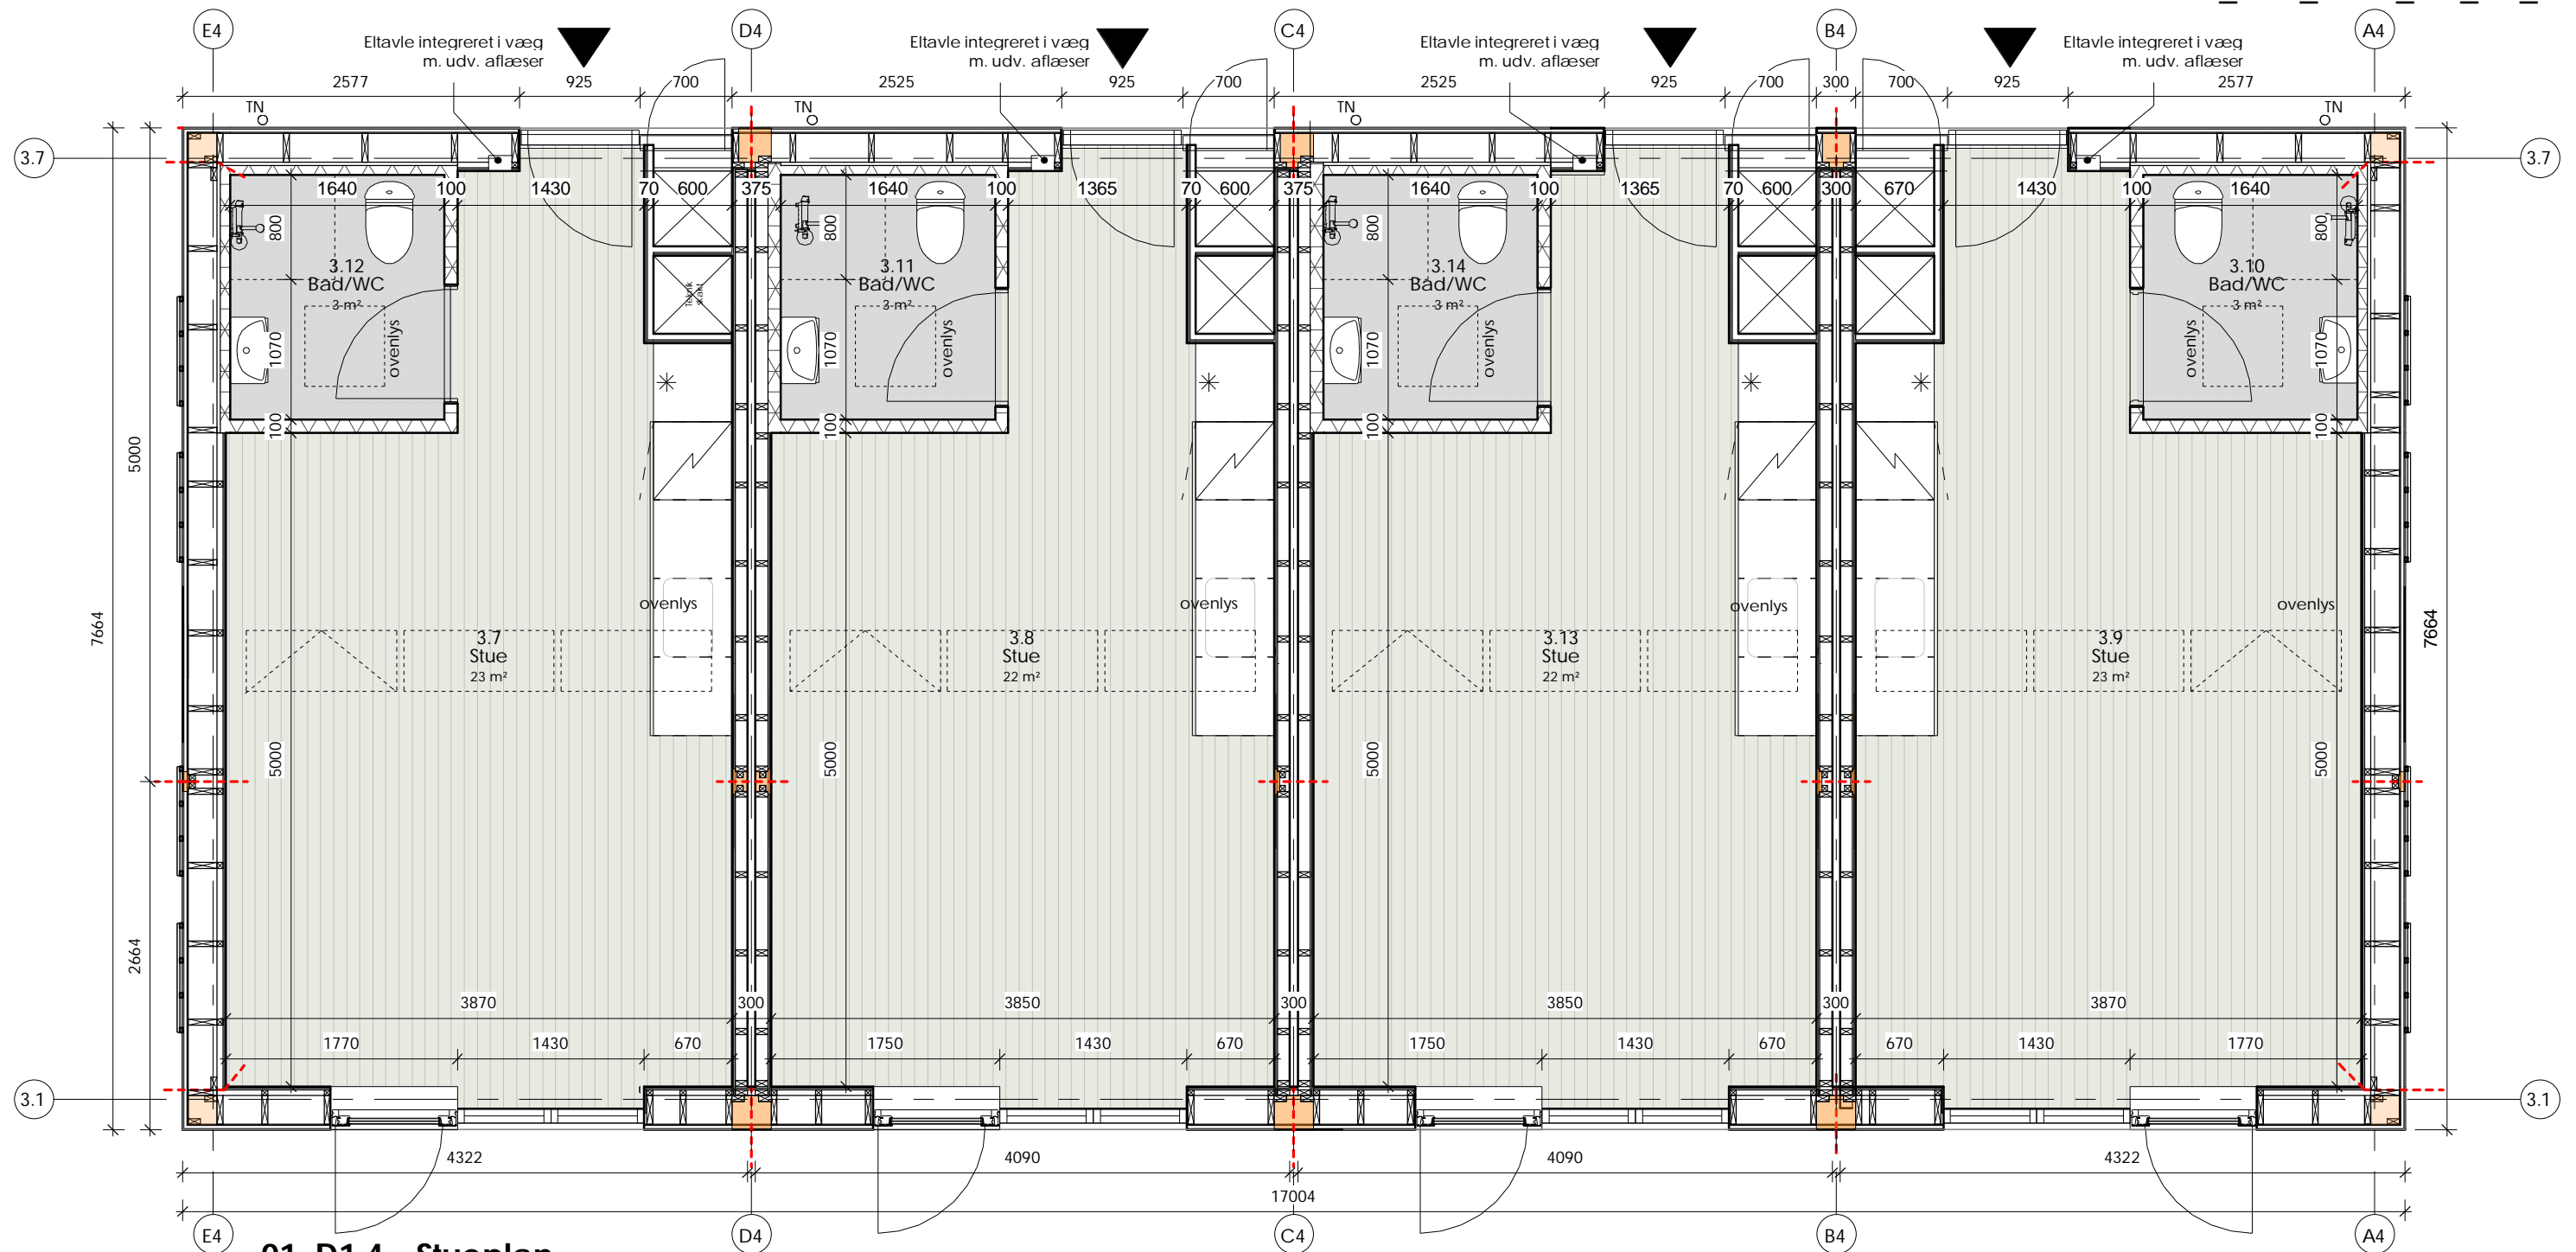 E4 D4 C4 B4 A4
Eltavle integreret i væg
m. udv. aflæser
Eltavle integreret i væg
m. udv. aflæser
Eltavle integreret i væg
m. udv. aflæser
Eltavle integreret i væg
m. udv. aflæser
2577 925 700 2525 925 700 2525 925 700 300 700 925 2577
TN TN TN TN
3.7 3.7
1640 100 1430 70 600 375 1640 100 1365 70 600 375 1640 100 1365 70 600 300 670 1430 100 1640
800 800 800 800
3.12
Bad/WC
3 m²
3.11
Bad/WC
3 m²
3.14
Bad/WC
3 m²
3.10
Bad/WC
3 m²
Teknik
skakt
ovenlys ovenlys ovenlys ovenlys
1070 1070 1070 1070
100 100 100 100
5000
7664 7664
2664
ovenlys ovenlys ovenlys ovenlys
3.7
Stue
23 m²
3.8
Stue
22 m²
3.13
Stue
22 m²
3.9
Stue
23 m²
5000 5000 5000 5000
3870 300 3850 300 3850 300 3870
1770 1430 670 1750 1430 670 1750 1430 670 670 1430 1770
3.1 3.1
4322 4090 4090 4322
17004
E4 D4 C4 B4 A4